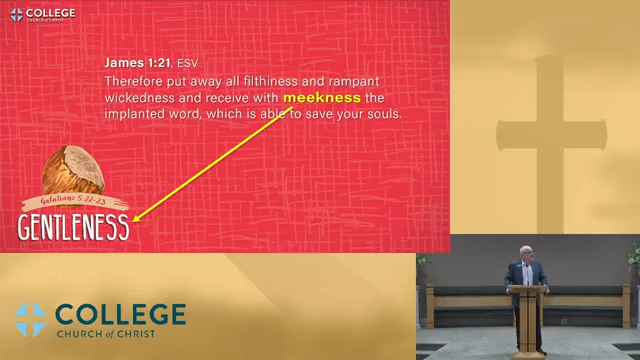 COLLEGE
CHURCH of CHRIST
James 1:21, ESV
Therefore put away all filthiness and rampant
wickedness and receive with meekness the
implanted word, which is able to save your souls.
Galatians 5:22-23
GENTLENESS
COLLEGE
CHURCH of CHRIST